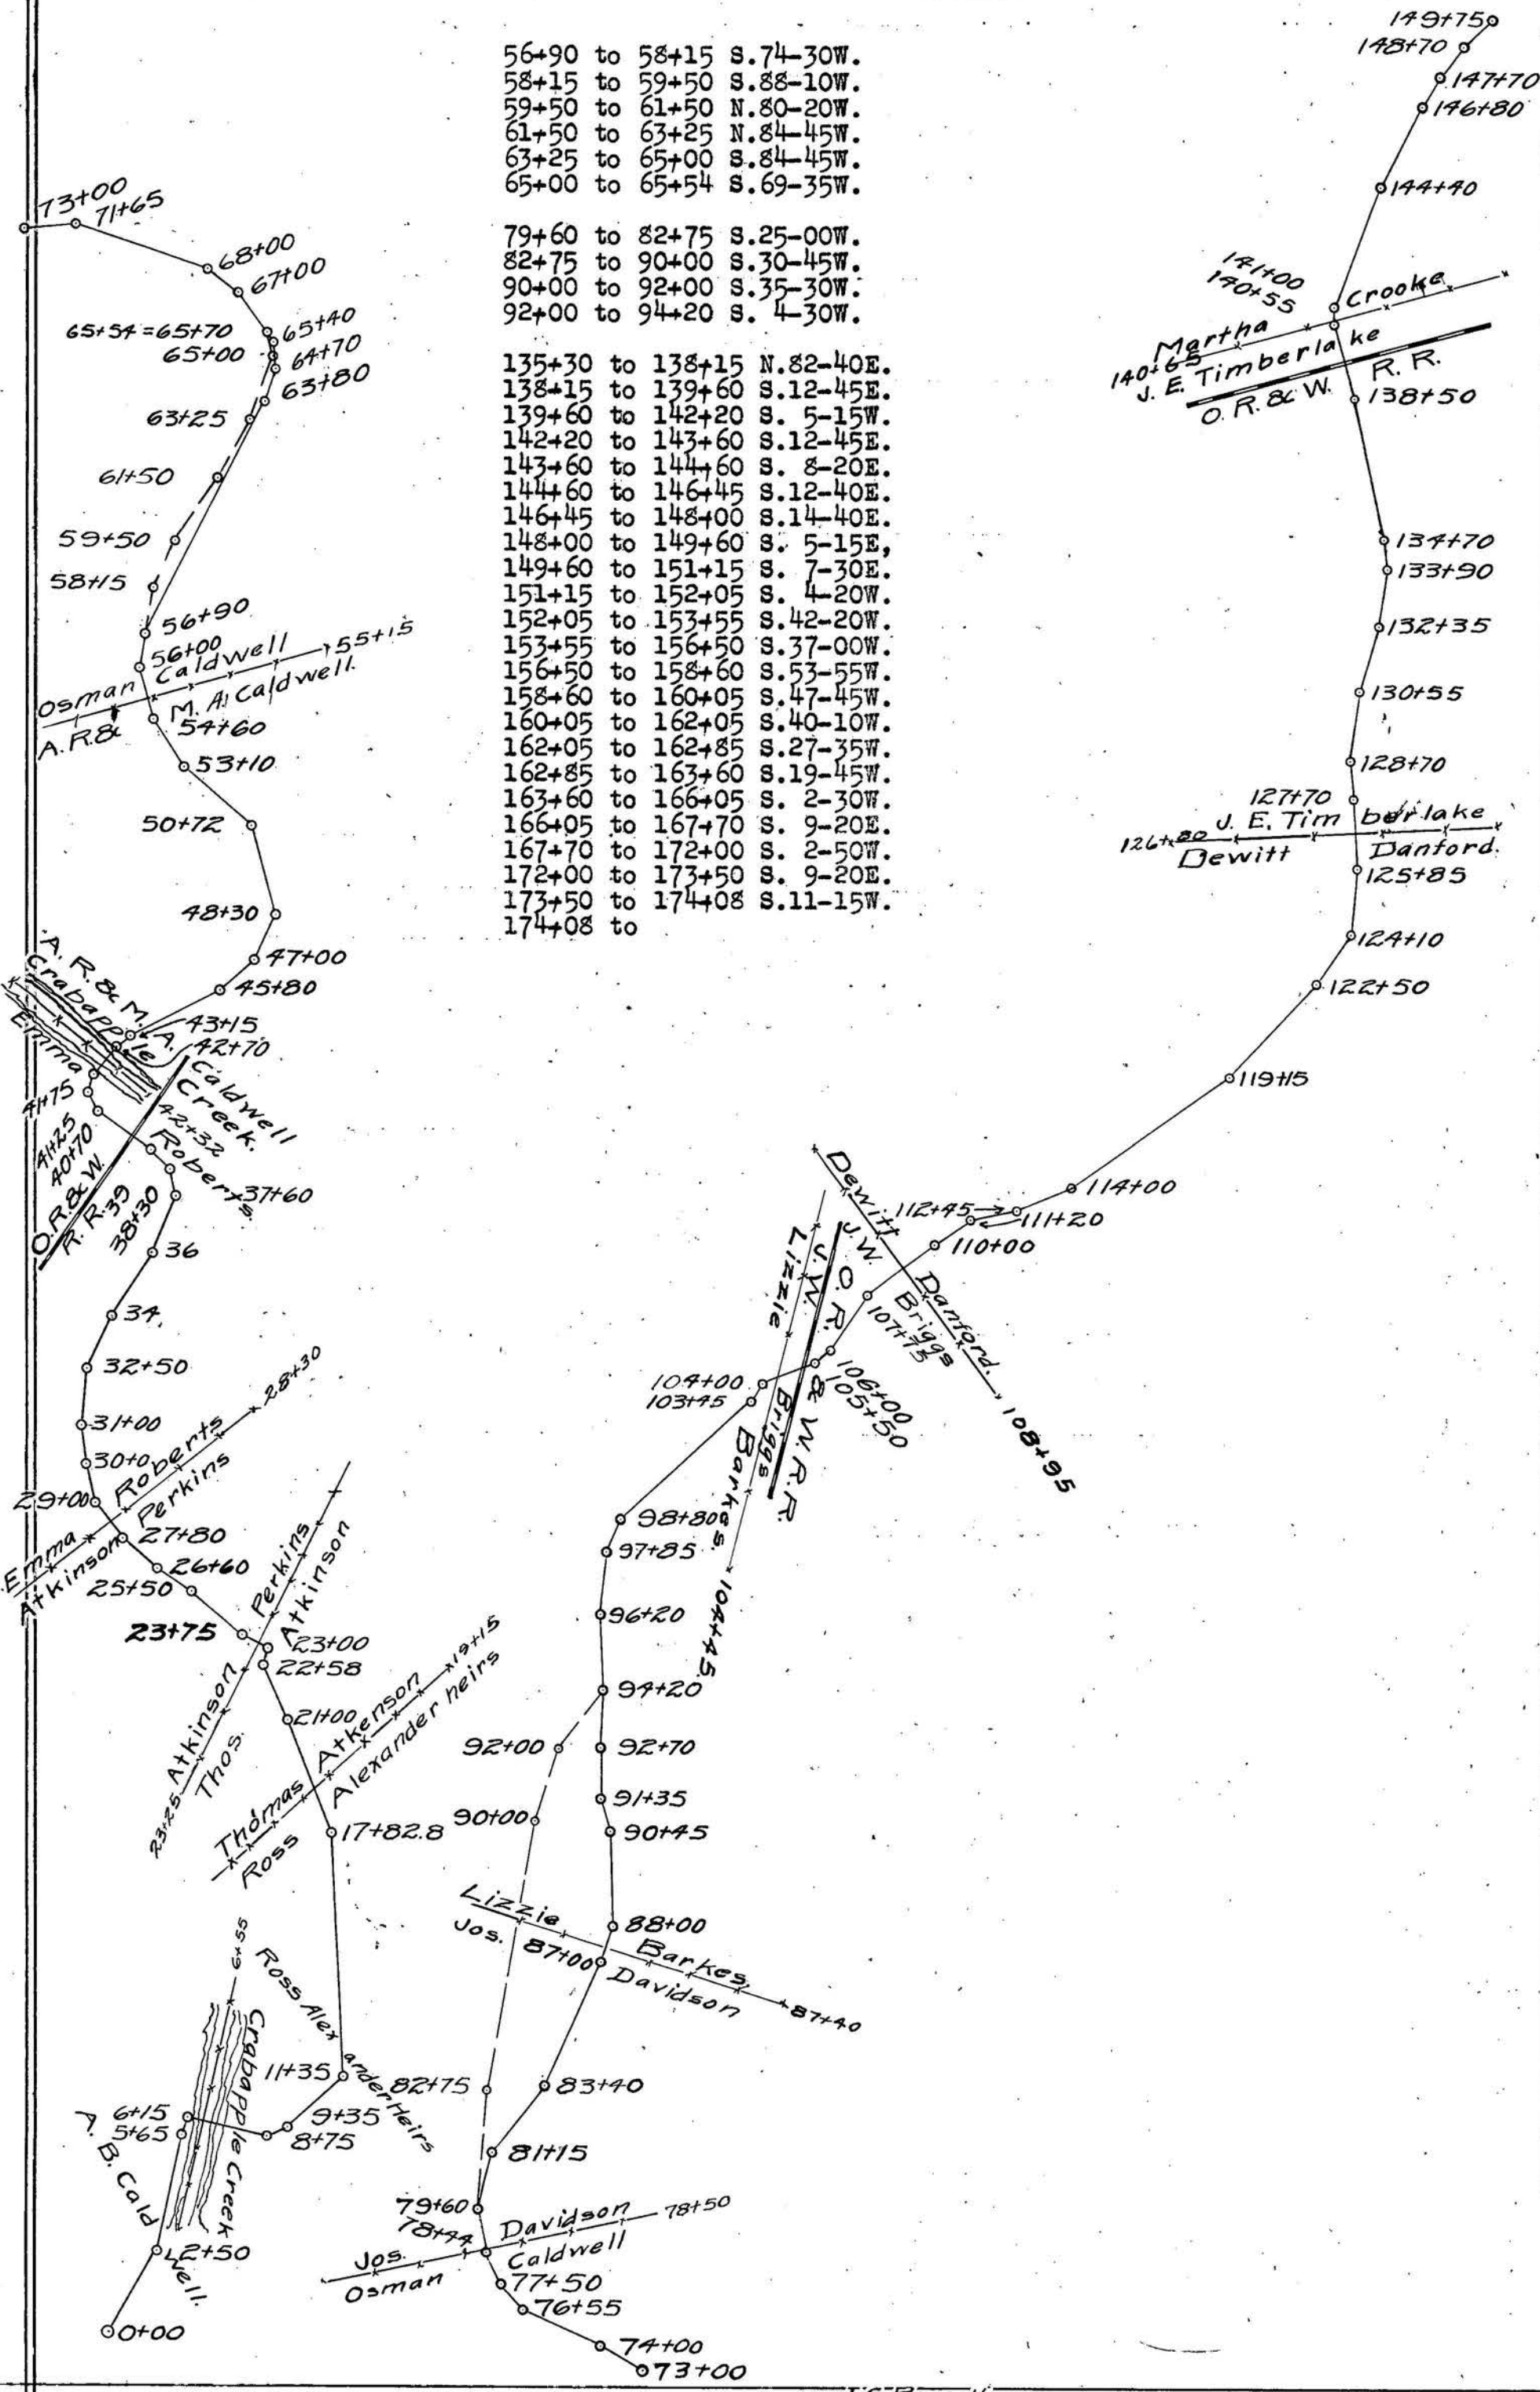 56+90 to 58+15 S.74-30W.
58+15 to 59+50 S.88-10W.
59+50 to 61+50 N.80-20W.
61+50 to 63+25 N.84-45W.
63+25 to 65+00 S.84-45W.
65+00 to 65+54 S.69-35W.
79+60 to 82+75 S.25-00W.
82+75 to 90+00 S.30-45W.
90+00 to 92+00 S.35-30W.
92+00 to 94+20 S. 4-30W.
135+30 to 138+15 N.82-40E.
138+15 to 139+60 S.12-45E.
139+60 to 142+20 S. 5-15W.
142+20 to 143+60 S.12-45E.
143+60 to 144+60 S. 8-20E.
144+60 to 146+45 S.12-40E.
146+45 to 148+00 S.14-40E.
148+00 to 149+60 S. 5-15E,
149+60 to 151+15 S. 7-30E.
151+15 to 152+05 S. 4-20W.
152+05 to 153+55 S.42-20W.
153+55 to 156+50 S.37-00W.
156+50 to 158+60 S.53-55W.
158+60 to 160+05 S.47-45W.
160+05 to 162+05 S.40-10W.
162+05 to 162+85 S.27-35W.
162+85 to 163+60 S.19-45W.
163+60 to 166+05 S. 2-30W.
166+05 to 167+70 S. 9-20E.
167+70 to 172+00 S. 2-50W.
172+00 to 173+50 S. 9-20E.
173+50 to 174+08 S.11-15W.
174+08 to
73+00
71+65
68+00
67+00
65+54=65+70
65+40
65+00
64+70
63+80
63+25
61+50
59+50
58+15
56+90
56+00
Osman Caldwell 55+15
A.R.& M.A. Caldwell.
54+60
53+10
50+72
48+30
47+00
45+80
43+15
42+70
A. R. & M. A. Caldwell
Crabapple Creek.
42+32
Emma Roberts.
41+75
41+25
40+70
O.R.& W.
R. R. 39
38+30
37+60
36
34
32+50
31+00
30+0
29+00
28+30
Emma Roberts
Atkinson Perkins
27+80
26+60
25+50
23+75
23+00
22+58
Atkinson Perkins
Thos. Atkinson
23+25
21+00
Thomas Atkenson 19+15
Ross Alexander heirs
17+82.8
6+55
Ross Alexander Heirs
Crabapple Creek
11+35
9+35
8+75
6+15
5+65
A. B. Caldwell.
2+50
0+00
149+75
148+70
147+70
146+80
144+40
141+00
140+55
Martha Crooke
140+65
J. E. Timberlake
O. R. & W. R. R.
138+50
134+70
133+90
132+35
130+55
128+70
127+70
J. E. Timberlake
126+80
Dewitt Danford.
125+85
124+10
122+50
119+15
114+00
112+45
111+20
110+00
Dewitt Danford.
J. W. Briggs
108+95
107+75
106+00
105+50
O. R. & W. R. R.
J. W. Briggs
Lizzie Barkes.
104+45
104+00
103+45
98+80
97+85
96+20
94+20
92+00
92+70
91+35
90+00
90+45
88+00
Lizzie Barkes
Jos. Davidson
87+00
87+40
83+40
82+75
81+15
79+60
78+44
Jos. Davidson 78+50
Osman Caldwell
77+50
76+55
74+00
73+00